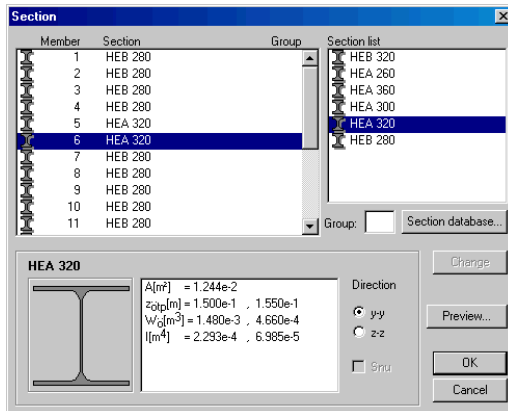 Section
Member Section Group
1 HEB 280
2 HEB 280
3 HEB 280
4 HEB 280
5 HEA 320
6 HEA 320
7 HEB 280
8 HEB 280
9 HEB 280
10 HEB 280
11 HEB 280
Section list
HEB 320
HEA 260
HEA 360
HEA 300
HEA 320
HEB 280
Group:
Section database...
HEA 320
A[m²] = 1.244e-2
zötp[m] = 1.500e-1 , 1.550e-1
Wö[m3] = 1.480e-3 , 4.660e-4
I[m4] = 2.293e-4 , 6.985e-5
Direction
y-y
z-z
Snu
Change
Preview...
OK
Cancel